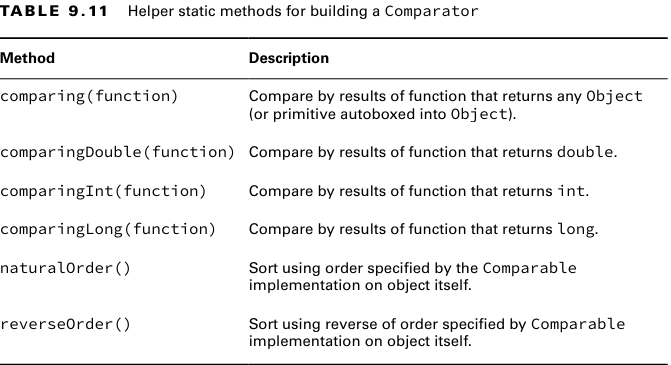 TABLE 9.11 Helper static methods for building a Comparator
Method Description
comparing(function) Compare by results of function that returns any Object
(or primitive autoboxed into Object).
comparingDouble(function) Compare by results of function that returns double.
comparingInt(function) Compare by results of function that returns int.
comparingLong(function) Compare by results of function that returns long.
naturalOrder() Sort using order specified by the Comparable
implementation on object itself.
reverseOrder() Sort using reverse of order specified by Comparable
implementation on object itself.